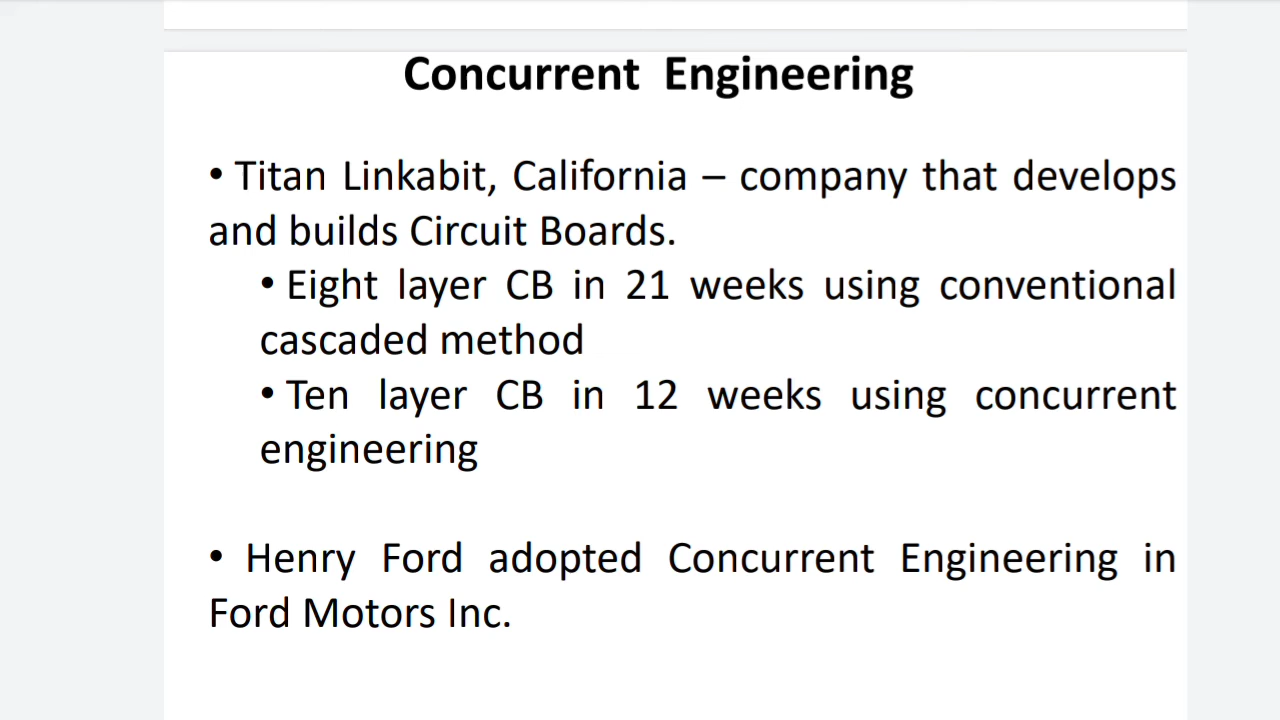 Concurrent Engineering
• Titan Linkabit, California – company that develops
and builds Circuit Boards.
• Eight layer CB in 21 weeks using conventional
cascaded method
• Ten layer CB in 12 weeks using concurrent
engineering
• Henry Ford adopted Concurrent Engineering in
Ford Motors Inc.